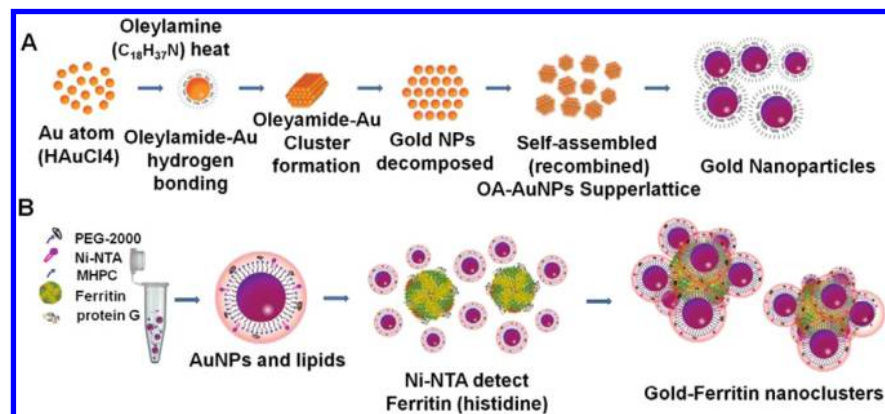 A
Oleylamine
(C₁₈H₃₇N) heat
Au atom
(HAuCl4)
Oleylamide-Au
hydrogen
bonding
Oleyamide-Au
Cluster
formation
Gold NPs
decomposed
Self-assembled
(recombined)
OA-AuNPs Supperlattice
Gold Nanoparticles
B
PEG-2000
Ni-NTA
MHPC
Ferritin
protein G
AuNPs and lipids
Ni-NTA detect
Ferritin (histidine)
Gold-Ferritin nanoclusters